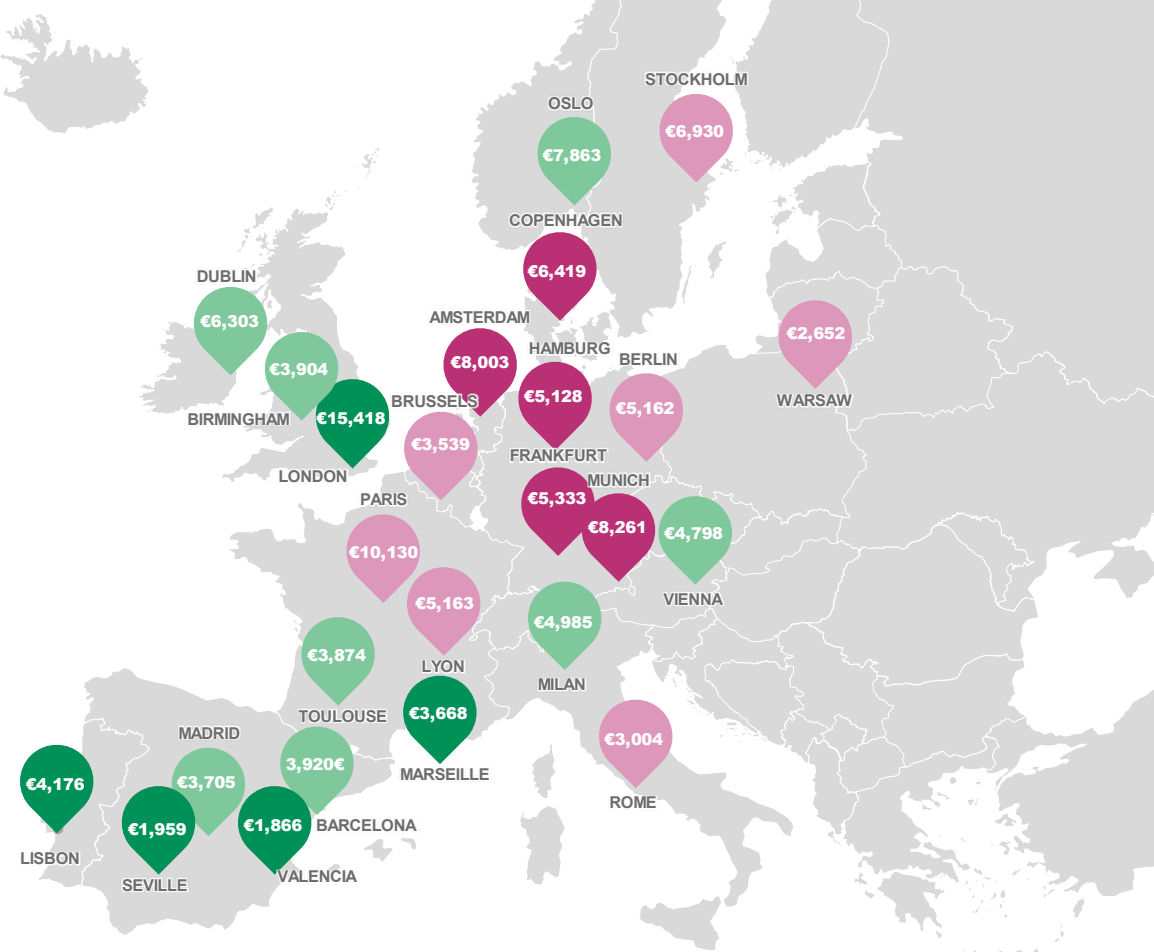 STOCKHOLM
€6,930
OSLO
€7,863
COPENHAGEN
€6,419
DUBLIN
€6,303
AMSTERDAM
€8,003
HAMBURG
€5,128
BERLIN
€5,162
€2,652
WARSAW
€3,904
BIRMINGHAM
€15,418
LONDON
BRUSSELS
€3,539
FRANKFURT
€5,333
MUNICH
€8,261
€4,798
VIENNA
PARIS
€10,130
€5,163
LYON
€4,985
MILAN
€3,874
TOULOUSE
€3,668
MARSEILLE
€3,004
ROME
MADRID
€3,705
3,920€
BARCELONA
€4,176
LISBON
€1,959
SEVILLE
€1,866
VALENCIA